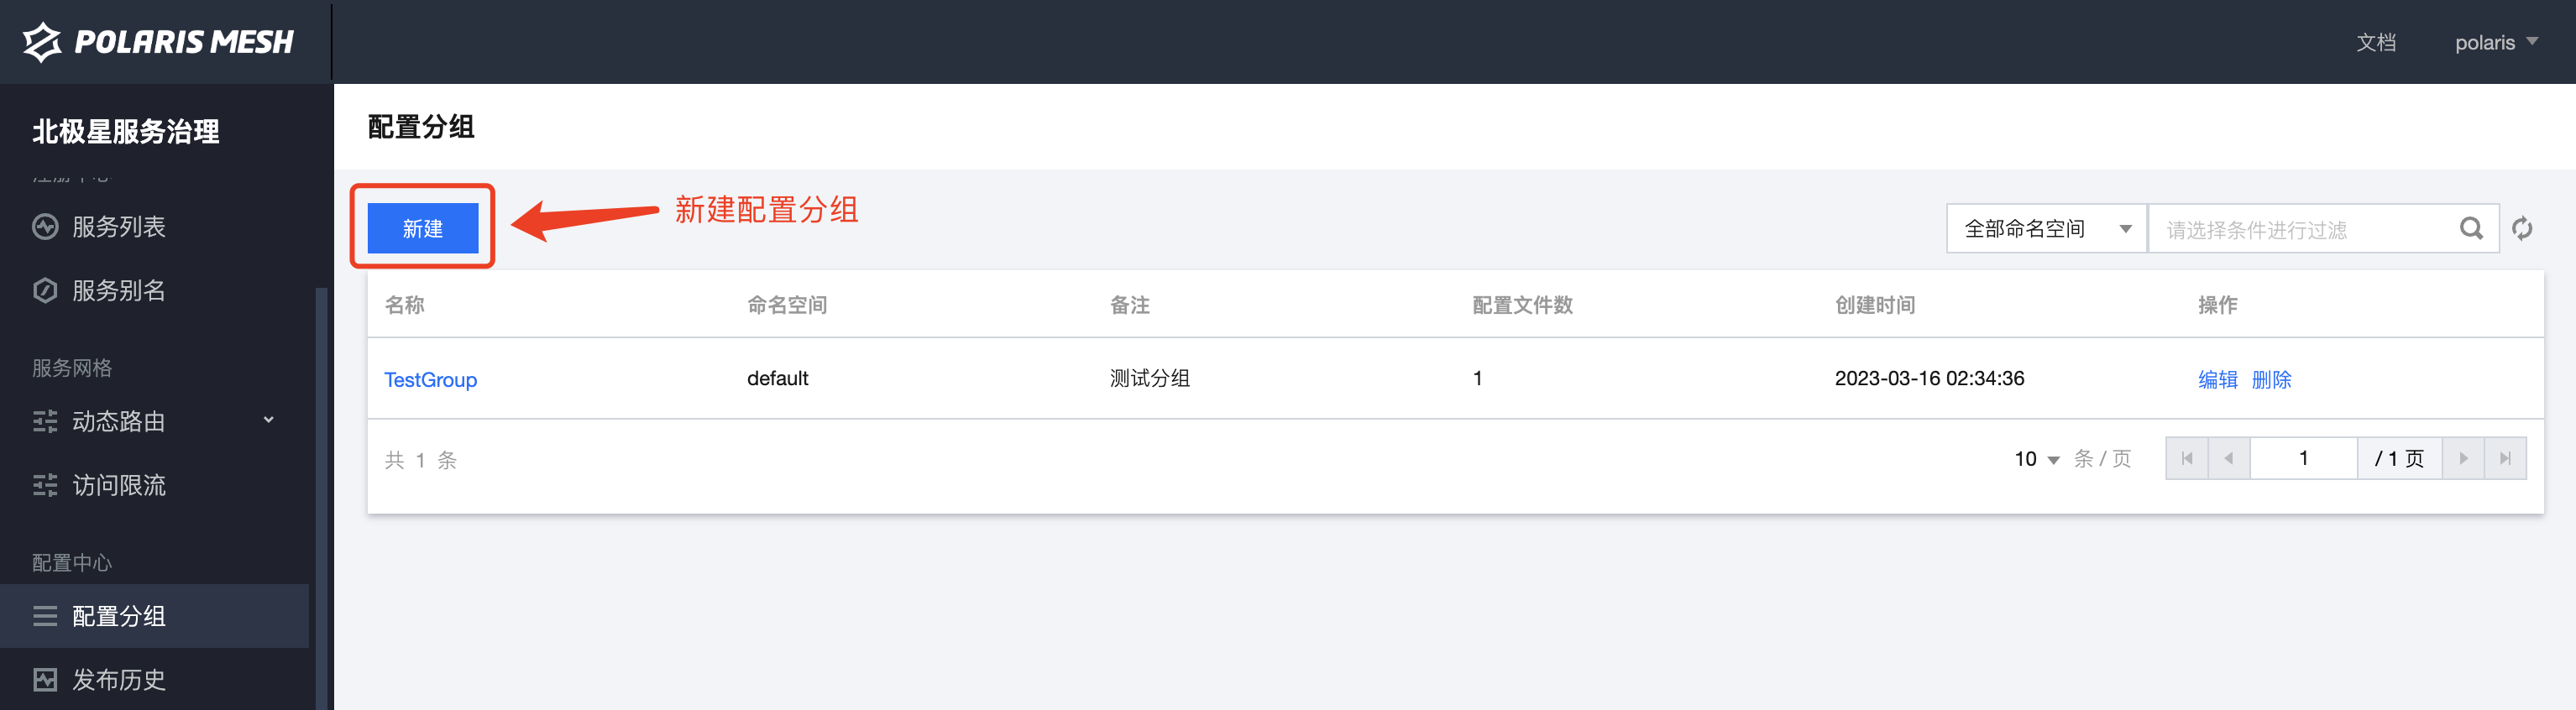 POLARIS MESH
文档 polaris
北极星服务治理
服务列表
服务别名
服务网格
动态路由
访问限流
配置中心
配置分组
发布历史
配置分组
新建
新建配置分组
全部命名空间 请选择条件进行过滤
名称 命名空间 备注 配置文件数 创建时间 操作
TestGroup default 测试分组 1 2023-03-16 02:34:36 编辑 删除
共 1 条
10 条 / 页 1 / 1 页